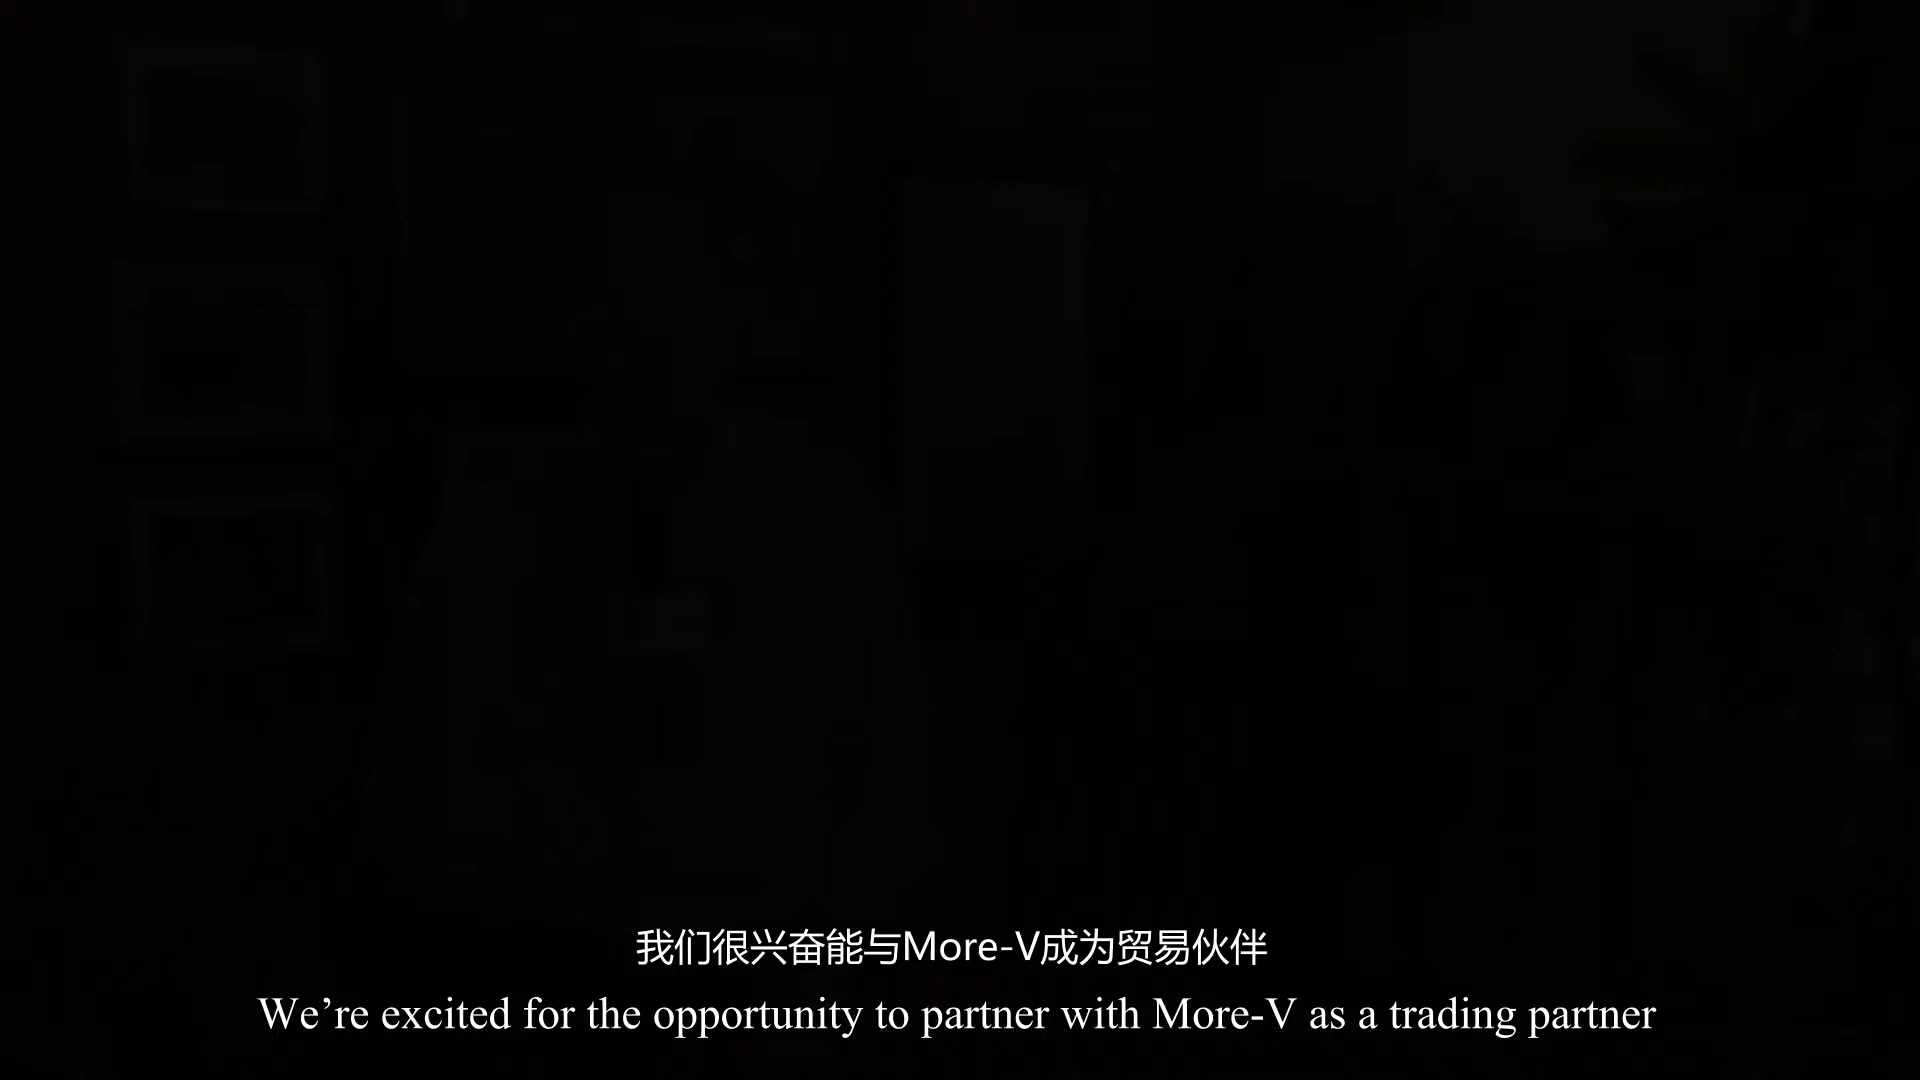 我们很兴奋能与More-V成为贸易伙伴
We’re excited for the opportunity to partner with More-V as a trading partner